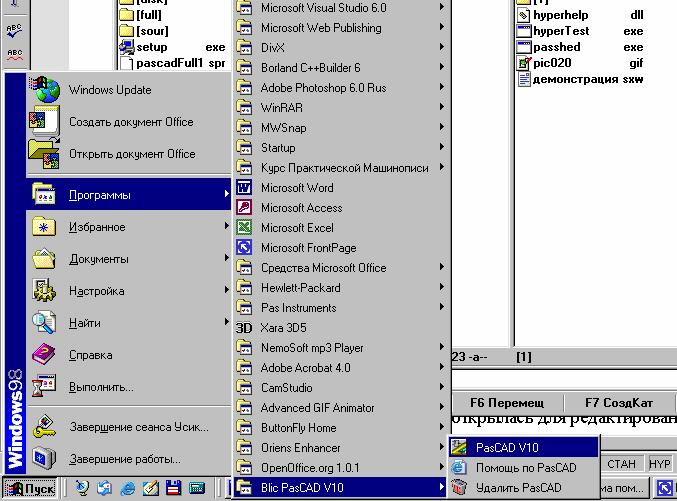 [disk]
[full]
[sour]
setup exe
pascadFull1 spr
[1]
hyperhelp dll
hyperTest exe
passhed exe
pic020 gif
демонстрация sxw
ABC
ABC
Windows Update
Создать документ Office
Открыть документ Office
Программы
Избранное
Документы
Настройка
Найти
Справка
Выполнить...
Завершение сеанса Усик...
Завершение работы...
Windows98
Microsoft Visual Studio 6.0
Microsoft Web Publishing
DivX
Borland C++Builder 6
Adobe Photoshop 6.0 Rus
WinRAR
MWSnap
Startup
Курс Практической Машинописи
Microsoft Word
Microsoft Access
Microsoft Excel
Microsoft FrontPage
Средства Microsoft Office
Hewlett-Packard
Pas Instruments
3D Xara 3D5
NemoSoft mp3 Player
Adobe Acrobat 4.0
CamStudio
Advanced GIF Animator
ButtonFly Home
Oriens Enhancer
OpenOffice.org 1.0.1
Blic PasCAD V10
PasCAD V10
Помощь по PasCAD
Удалить PasCAD
23 -a--
[1]
F6 Перемещ
F7 СоздКат
открылась для редактирован
СТАН
HYP
Пуск
ма пом...